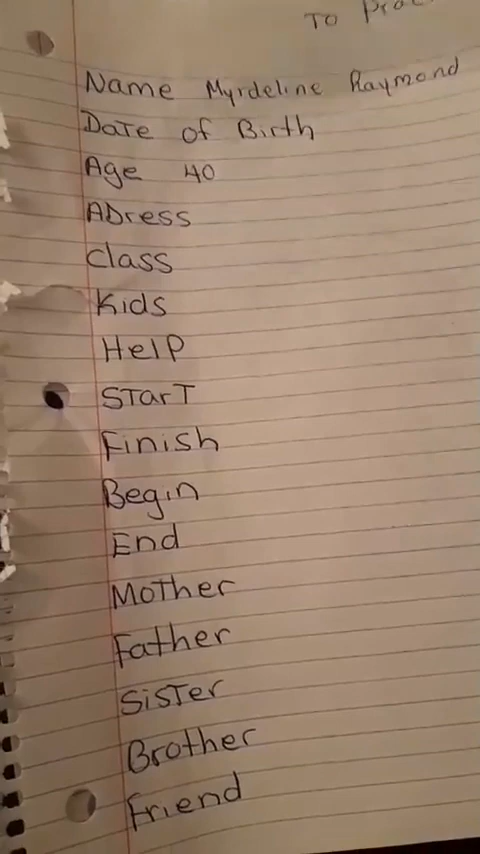 To
Name Myrdeline Raymond
Date of Birth
Age 40
ADress
class
Kids
Help
START
Finish
Begin
End
Mother
Father
Sister
Brother
Friend